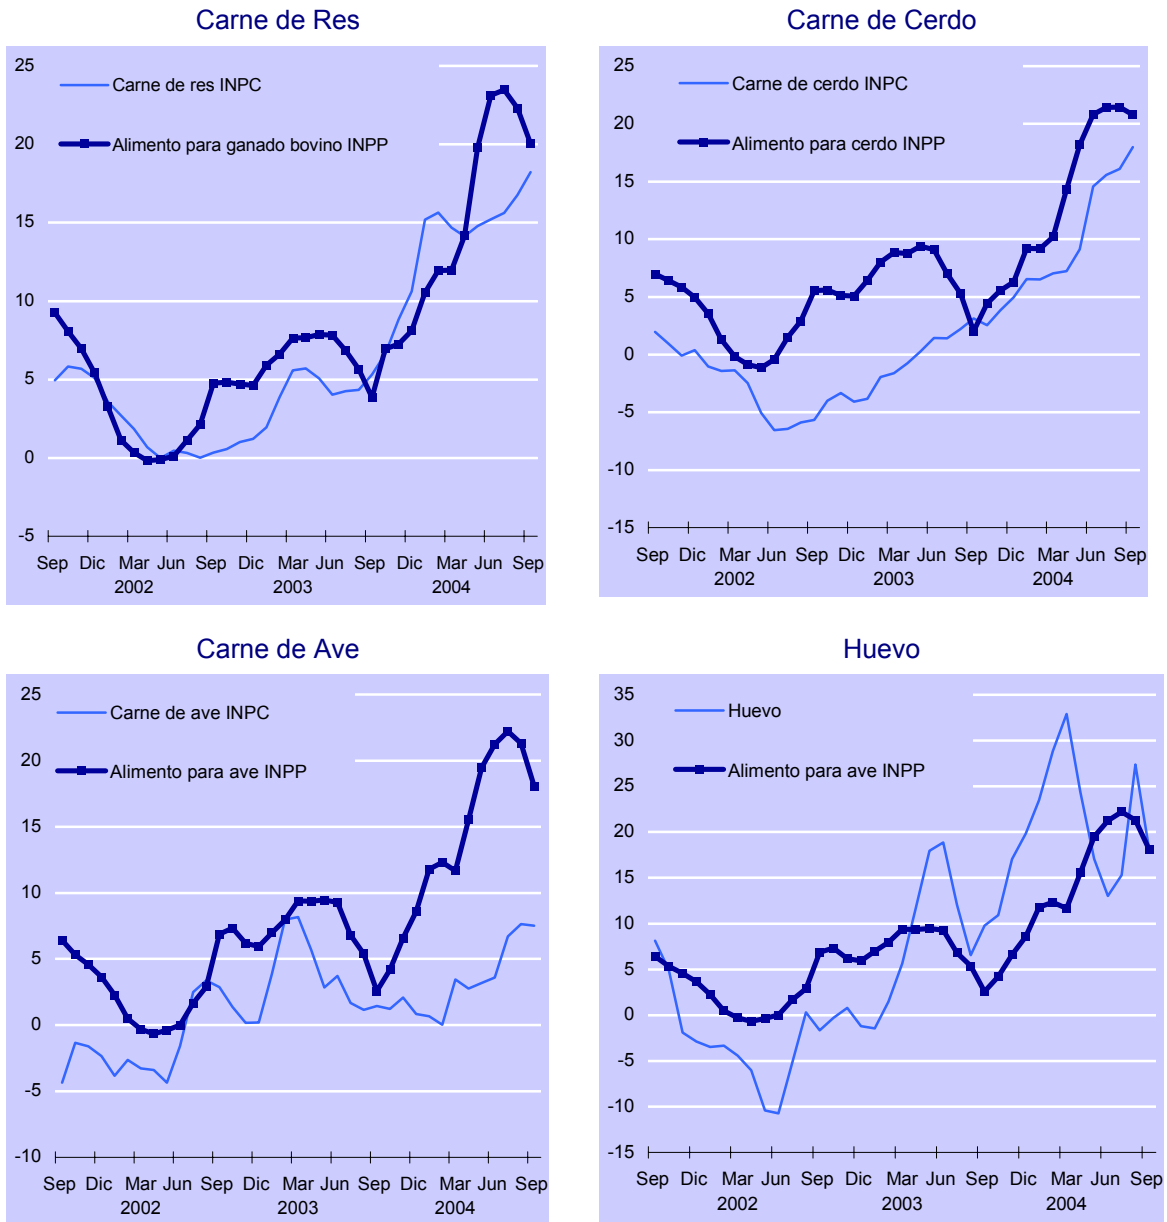 Carne de Res
25
20
15
10
5
0
-5
Carne de res INPC
Alimento para ganado bovino INPP
Sep Dic Mar Jun Sep Dic Mar Jun Sep Dic Mar Jun Sep
2002 2003 2004
Carne de Cerdo
25
20
15
10
5
0
-5
-10
-15
Carne de cerdo INPC
Alimento para cerdo INPP
Sep Dic Mar Jun Sep Dic Mar Jun Sep Dic Mar Jun Sep
2002 2003 2004
Carne de Ave
25
20
15
10
5
0
-5
-10
Carne de ave INPC
Alimento para ave INPP
Sep Dic Mar Jun Sep Dic Mar Jun Sep Dic Mar Jun Sep
2002 2003 2004
Huevo
35
30
25
20
15
10
5
0
-5
-10
-15
Huevo
Alimento para ave INPP
Sep Dic Mar Jun Sep Dic Mar Jun Sep Dic Mar Jun Sep
2002 2003 2004